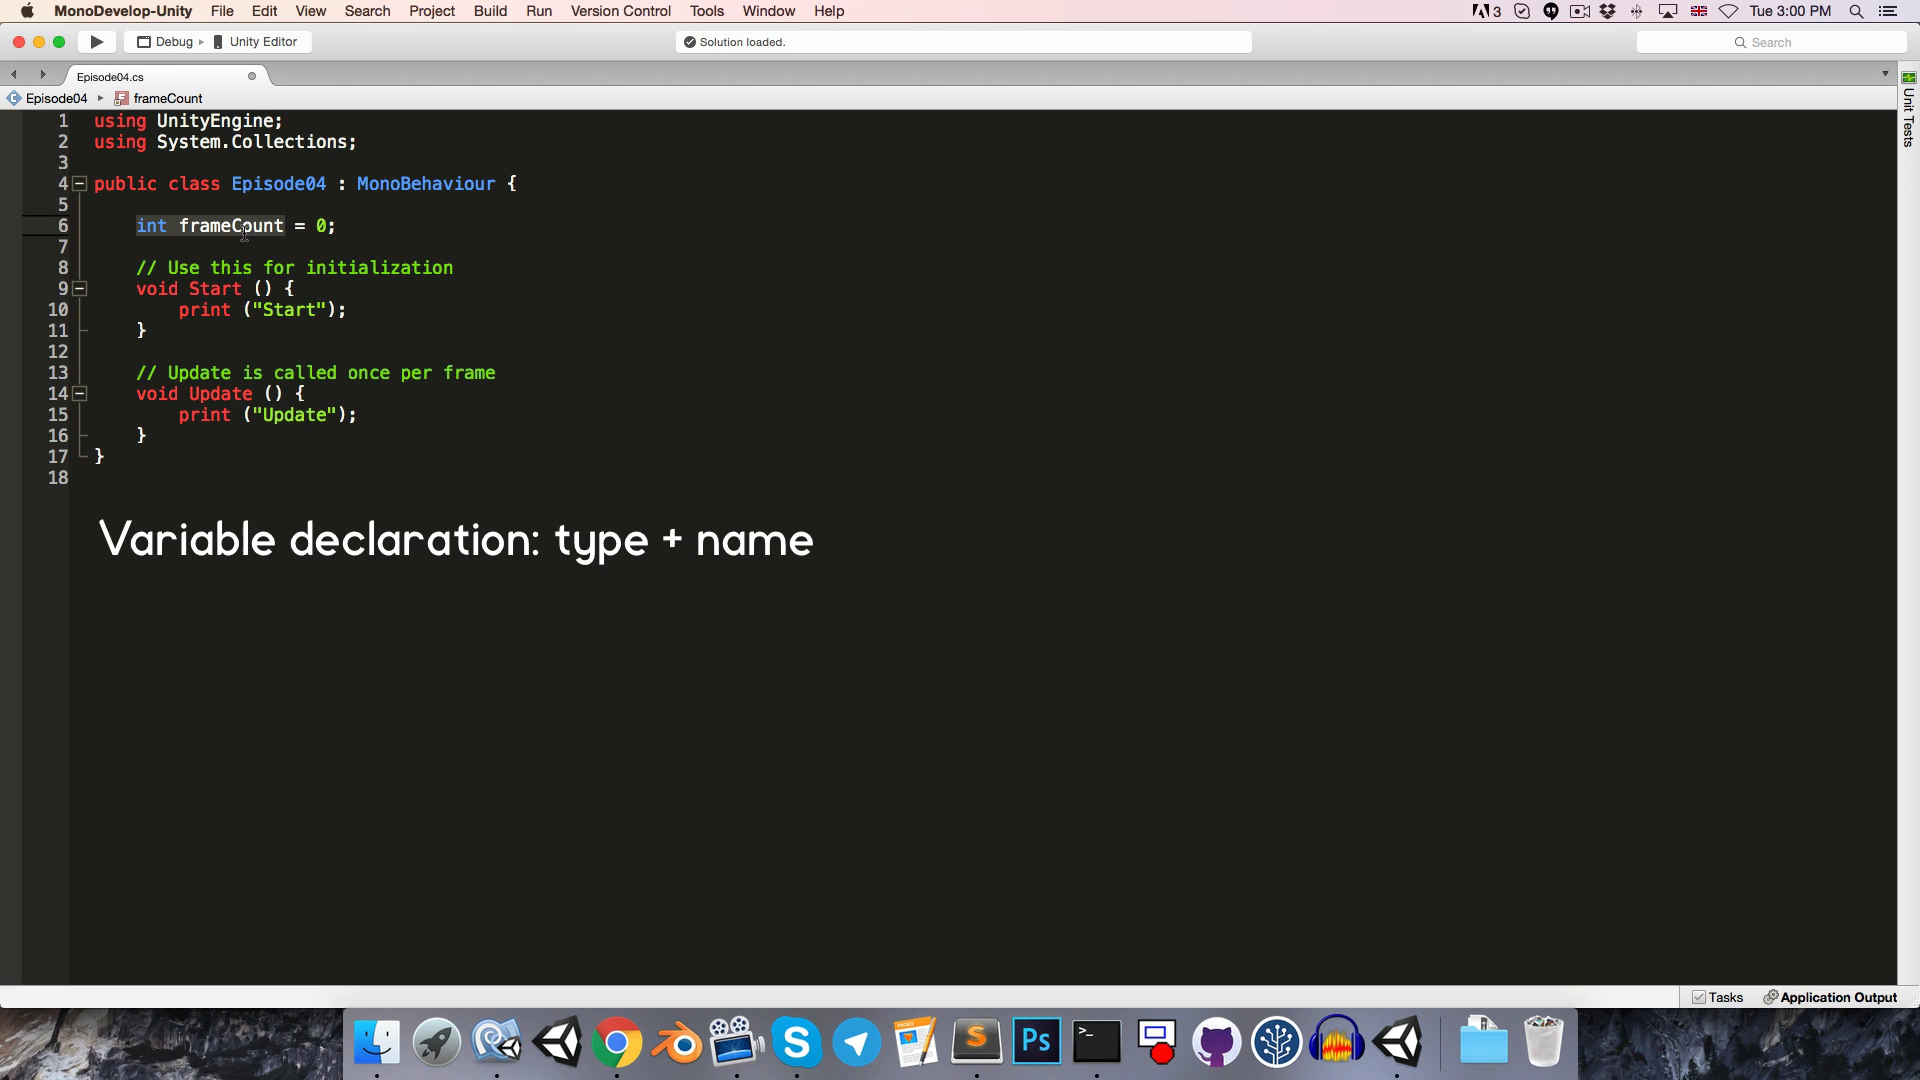 MonoDevelop-Unity File Edit View Search Project Build Run Version Control Tools Window Help 3 Tue 3:00 PM
Debug Unity Editor Solution loaded. Search
Episode04.cs
Episode04 frameCount
1 using UnityEngine;
2 using System.Collections;
3
4 public class Episode04 : MonoBehaviour {
5
6 int frameCount = 0;
7
8 // Use this for initialization
9 void Start () {
10 print ("Start");
11 }
12
13 // Update is called once per frame
14 void Update () {
15 print ("Update");
16 }
17 }
18
Unit Tests
Variable declaration: type + name
Tasks Application Output
PAGES
S
Ps
>_